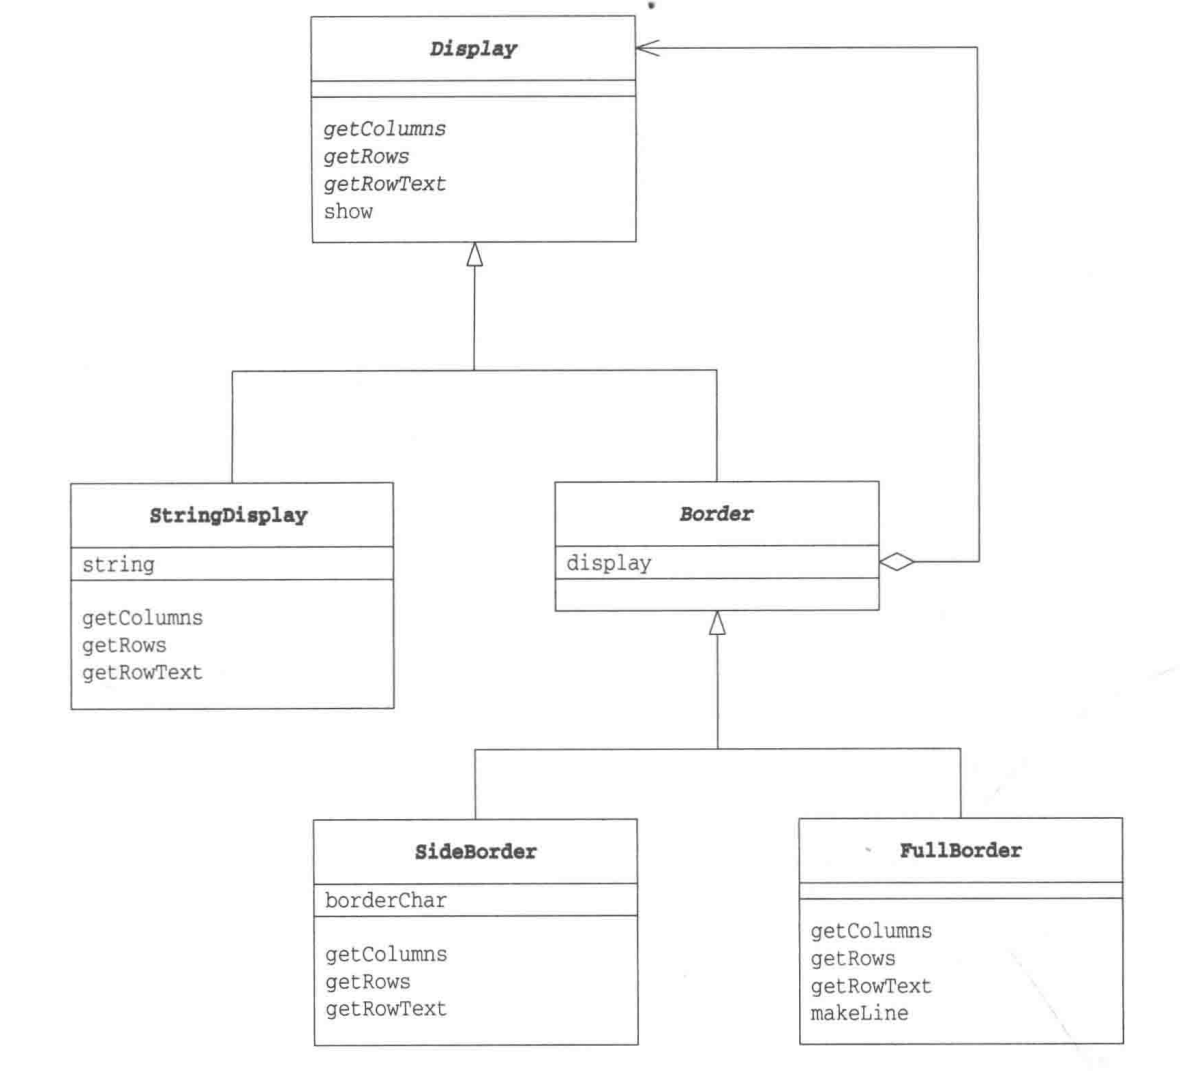 Display
getColumns
getRows
getRowText
show
StringDisplay
string
getColumns
getRows
getRowText
Border
display
SideBorder
borderChar
getColumns
getRows
getRowText
FullBorder
getColumns
getRows
getRowText
makeLine